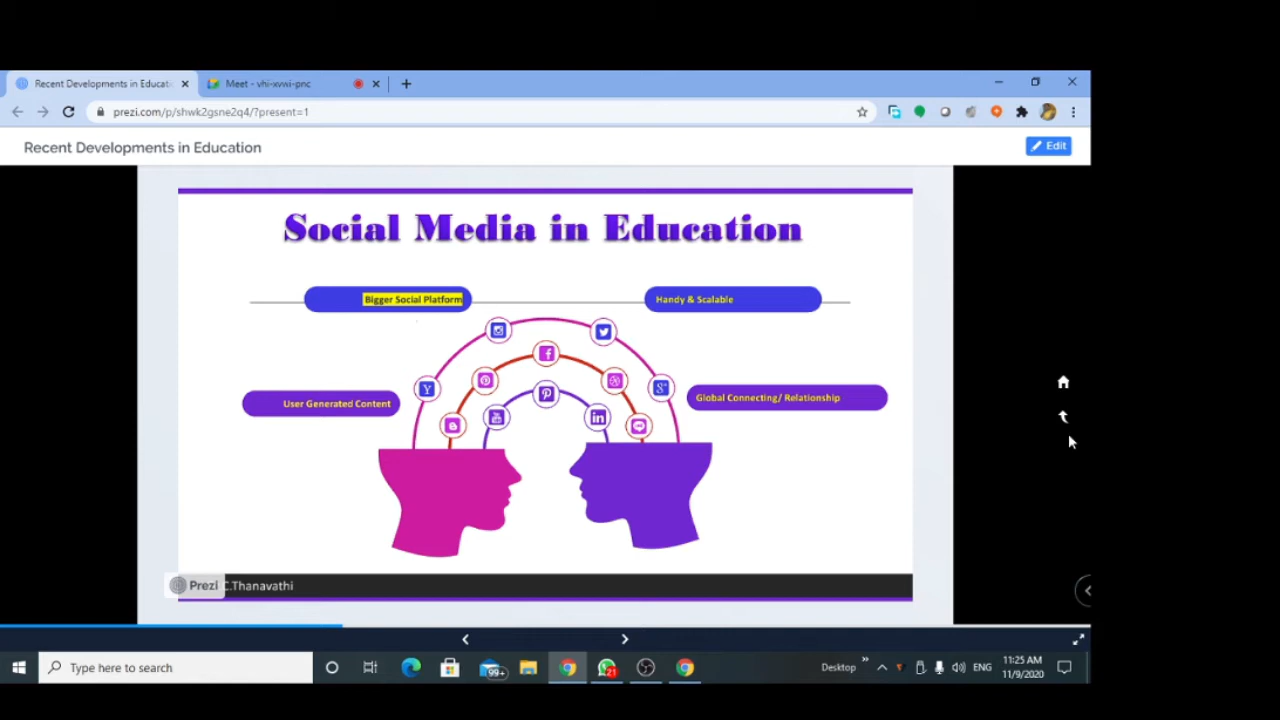 Recent Developments in Educati
Meet - vhi-xvwi-pnc
prezi.com/p/shwk2gsne2q4/?present=1
Recent Developments in Education
Edit
Social Media in Education
Bigger Social Platform
Handy & Scalable
User Generated Content
Global Connecting/ Relationship
Prezi
C.Thanavathi
Type here to search
99+
21
Desktop
ENG
11:25 AM
11/9/2020